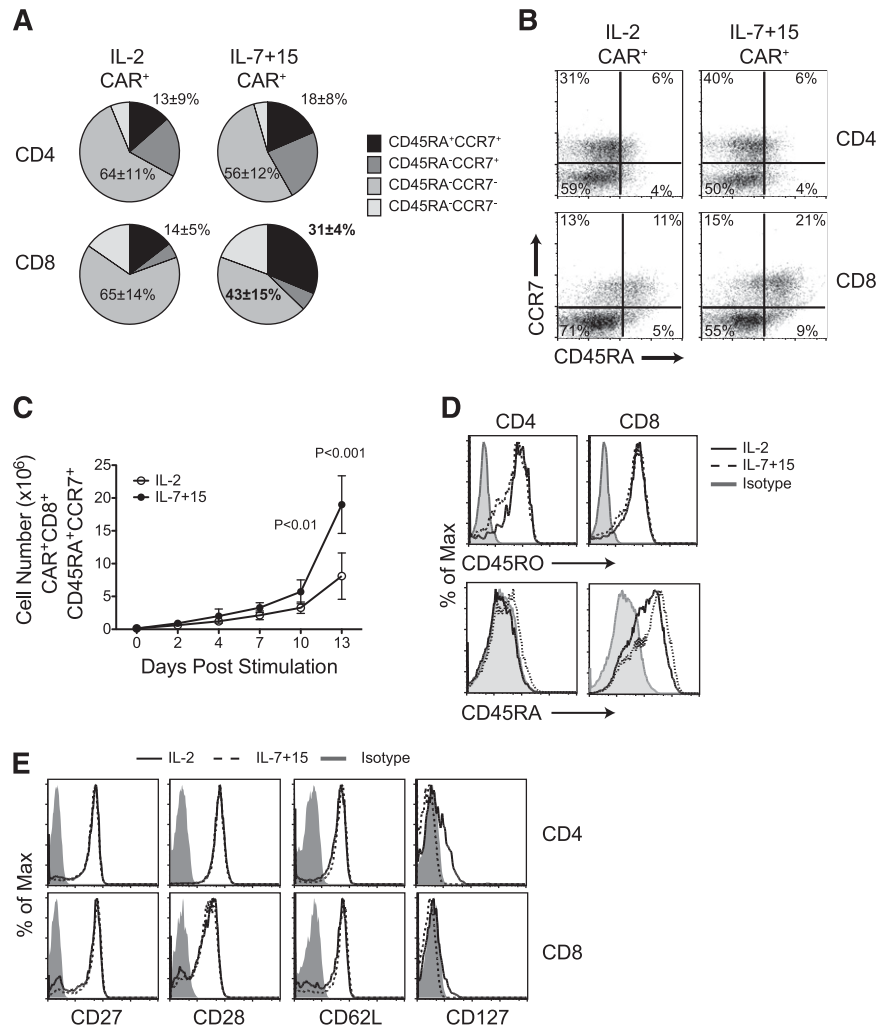 A
IL-2
CAR⁺
IL-7+15
CAR⁺
CD4
13±9%
64±11%
18±8%
56±12%
CD8
14±5%
65±14%
31±4%
43±15%
CD45RA⁺CCR7⁺
CD45RA⁻CCR7⁺
CD45RA⁻CCR7⁻
CD45RA⁻CCR7⁻
B
IL-2
CAR⁺
IL-7+15
CAR⁺
31% 6%
59% 4%
40% 6%
50% 4%
CD4
13% 11%
71% 5%
15% 21%
55% 9%
CD8
CCR7
CD45RA
C
Cell Number (x10⁶)
CAR⁺CD8⁺
CD45RA⁺CCR7⁺
25
20
15
10
5
0
IL-2
IL-7+15
P<0.01
P<0.001
0 2 4 7 10 13
Days Post Stimulation
D
CD4 CD8
IL-2
IL-7+15
Isotype
% of Max
CD45RO
CD45RA
E
IL-2 IL-7+15 Isotype
% of Max
CD4
CD8
CD27 CD28 CD62L CD127